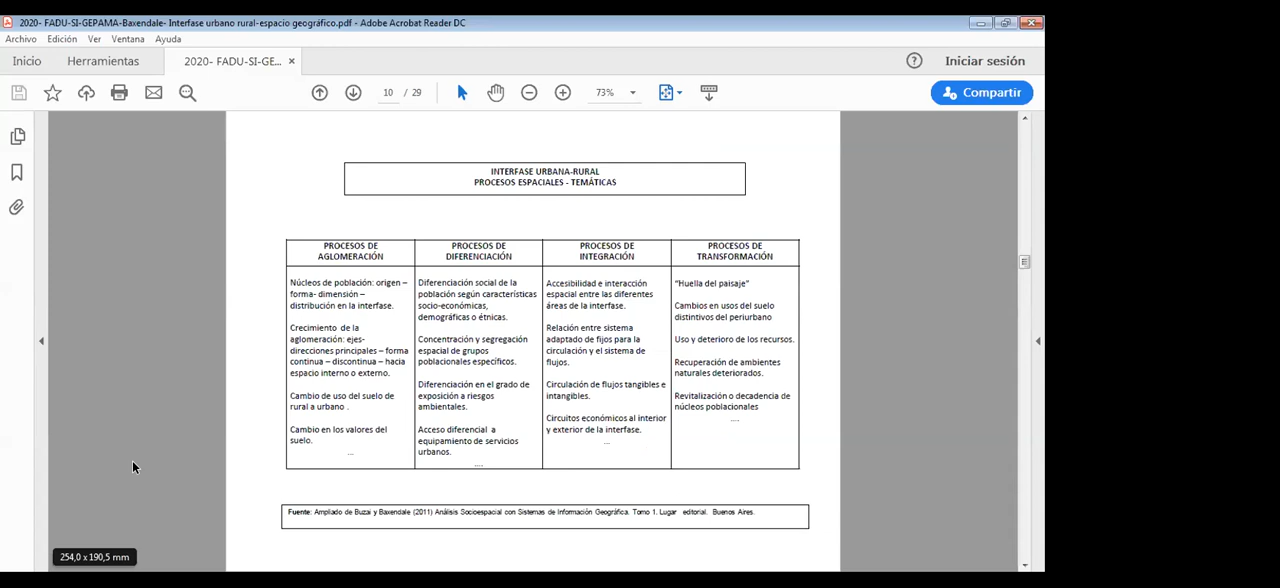 2020- FADU-SI-GEPAMA-Baxendale- Interfase urbano rural-espacio geográfico.pdf - Adobe Acrobat Reader DC
Archivo Edición Ver Ventana Ayuda
Inicio Herramientas 2020- FADU-SI-GE... × Iniciar sesión
10 / 29 73% Compartir
INTERFASE URBANA-RURAL
PROCESOS ESPACIALES - TEMÁTICAS
PROCESOS DE
AGLOMERACIÓN
Núcleos de población: origen –
forma- dimensión –
distribución en la interfase.
Crecimiento de la
aglomeración: ejes-
direcciones principales – forma
continua – discontinua – hacia
espacio interno o externo.
Cambio de uso del suelo de
rural a urbano .
Cambio en los valores del
suelo.
...
PROCESOS DE
DIFERENCIACIÓN
Diferenciación social de la
población según características
socio-económicas,
demográficas o étnicas.
Concentración y segregación
espacial de grupos
poblacionales específicos.
Diferenciación en el grado de
exposición a riesgos
ambientales.
Acceso diferencial a
equipamiento de servicios
urbanos.
....
PROCESOS DE
INTEGRACIÓN
Accesibilidad e interacción
espacial entre las diferentes
áreas de la interfase.
Relación entre sistema
adaptado de fijos para la
circulación y el sistema de
flujos.
Circulación de flujos tangibles e
intangibles.
Circuitos económicos al interior
y exterior de la interfase.
...
PROCESOS DE
TRANSFORMACIÓN
“Huella del paisaje”
Cambios en usos del suelo
distintivos del periurbano
Uso y deterioro de los recursos.
Recuperación de ambientes
naturales deteriorados.
Revitalización o decadencia de
núcleos poblacionales
....
Fuente: Ampliado de Buzai y Baxendale (2011) Análisis Socioespacial con Sistemas de Información Geográfica. Tomo 1. Lugar editorial. Buenos Aires.
254,0 x 190,5 mm